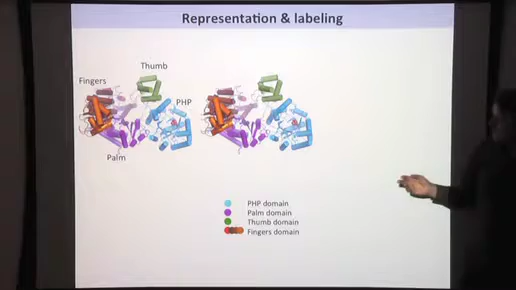 Representation & labeling
Thumb
Fingers
PHP
Palm
PHP domain
Palm domain
Thumb domain
Fingers domain